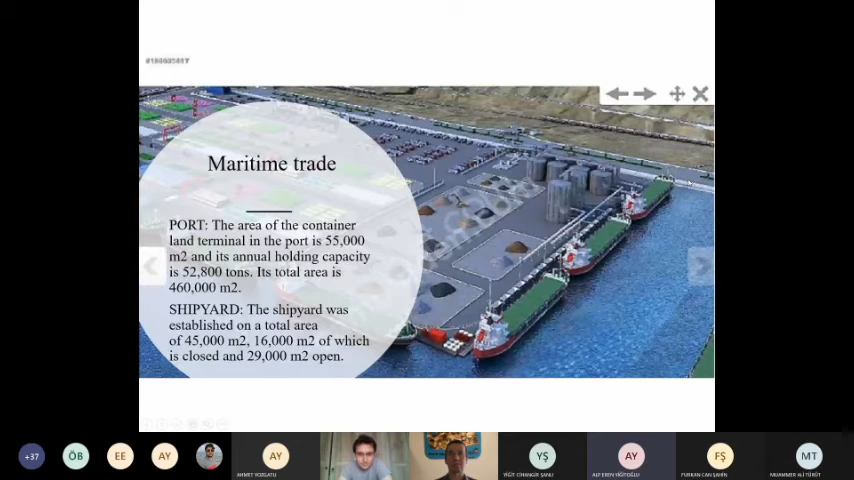 #186605857
Maritime trade
PORT: The area of the container
land terminal in the port is 55,000
m2 and its annual holding capacity
is 52,800 tons. Its total area is
460,000 m2.
SHIPYARD: The shipyard was
established on a total area
of 45,000 m2, 16,000 m2 of which
is closed and 29,000 m2 open.
+37
ÖB
EE
AY
AY
YŞ
AY
FŞ
MT
AHMET YOZLATLI
YİĞİT CİHANGİR ŞANLI
ALP EREN YİĞİTOĞLU
FURKAN CAN ŞAHİN
MUAMMER ALİ TÜRÜT